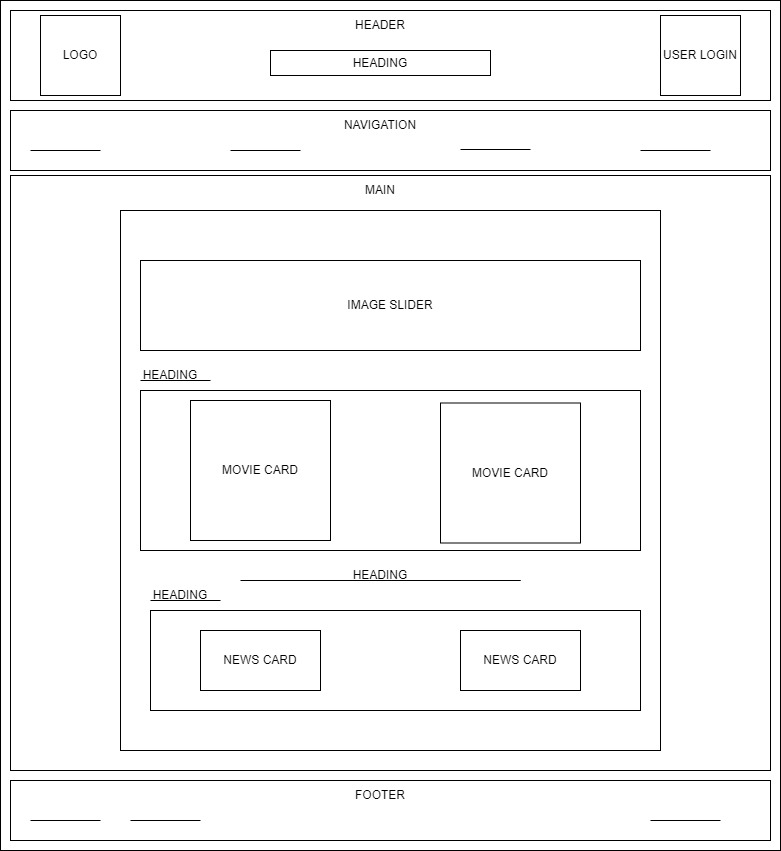 HEADER
LOGO
HEADING
USER LOGIN
NAVIGATION
MAIN
IMAGE SLIDER
HEADING
MOVIE CARD
MOVIE CARD
HEADING
HEADING
NEWS CARD
NEWS CARD
FOOTER